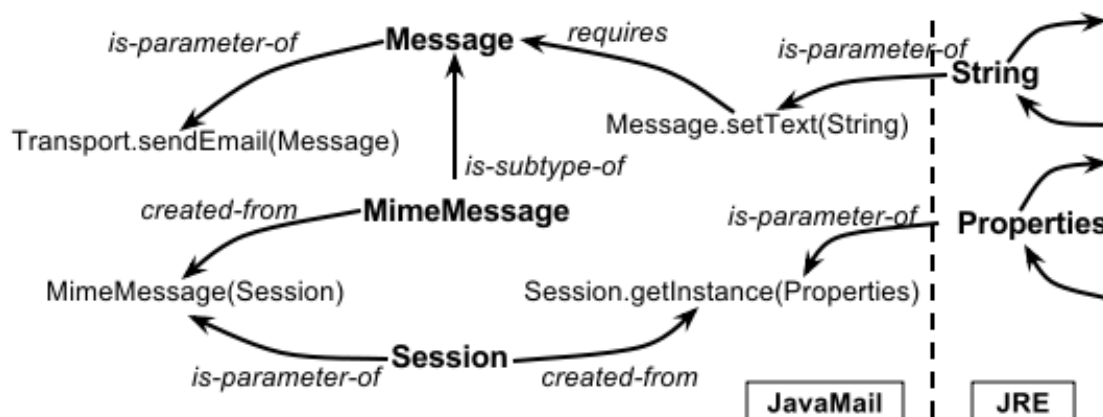 is-parameter-of
Message
requires
is-parameter-of
String
Transport.sendEmail(Message)
Message.setText(String)
is-subtype-of
created-from
MimeMessage
is-parameter-of
Properties
MimeMessage(Session)
Session.getInstance(Properties)
Session
is-parameter-of
created-from
JavaMail
JRE